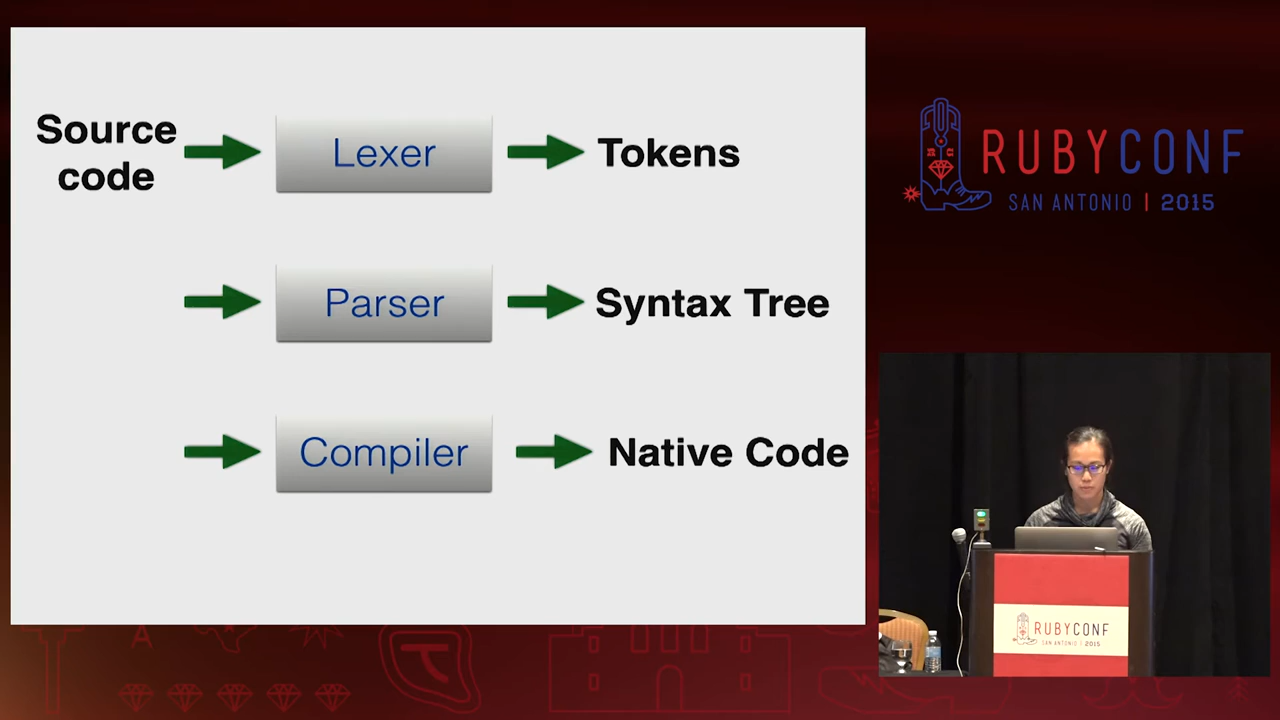 Source
code
Lexer
Tokens
Parser
Syntax Tree
Compiler
Native Code
RUBYCONF
SAN ANTONIO | 2015
RUBYCONF
SAN ANTONIO | 2015